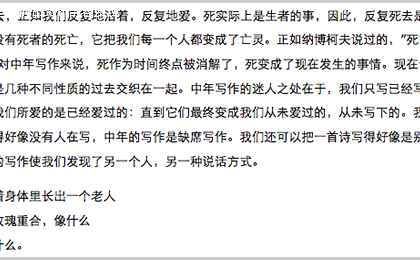 去，正如我们反复地活着，反复地爱。死实际上是生者的事，因此，反复死去是
没有死者的死亡，它把我们每一个人都变成了亡灵。正如纳博科夫说过的，"死
对中年写作来说，死作为时间终点被消解了，死变成了现在发生的事情。现在
是几种不同性质的过去交织在一起。中年写作的迷人之处在于，我们只写已经写
我们所爱的是已经爱过的：直到它们最终变成我们从未爱过的，从未写下的。我
得好像没有人在写，中年的写作是缺席写作。我们还可以把一首诗写得好像是别
的写作使我们发现了另一个人，另一种说话方式。
着身体里长出一个老人
玫瑰重合，像什么
什么。